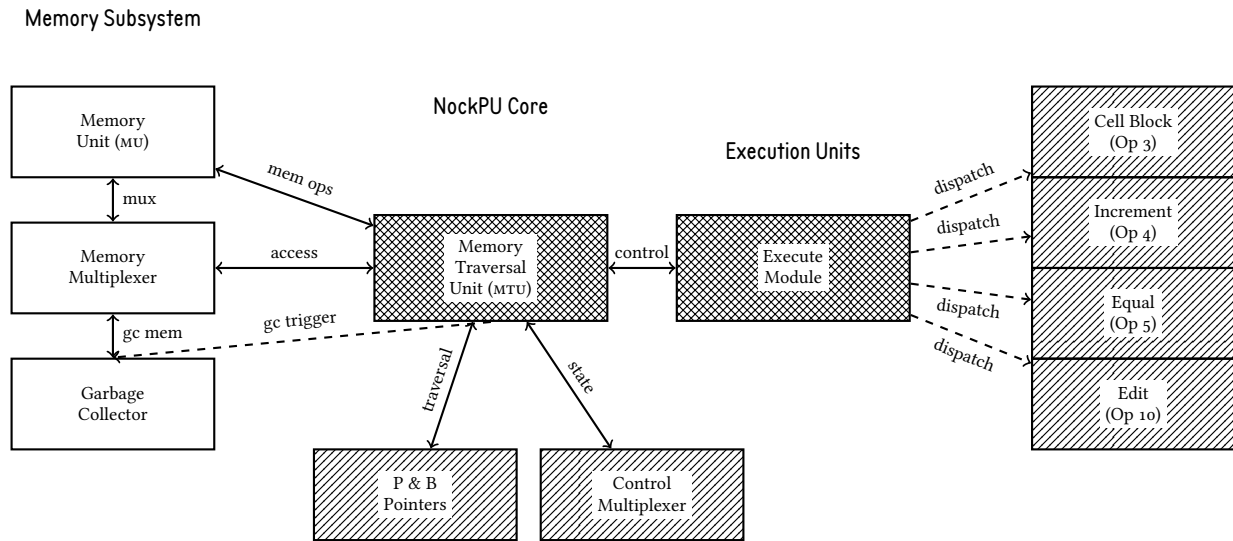 Memory Subsystem
NockPU Core
Execution Units
Memory
Unit (MU)
mux
Memory
Multiplexer
gc mem
Garbage
Collector
mem ops
access
gc trigger
Memory
Traversal
Unit (MTU)
control
Execute
Module
traversal
state
P & B
Pointers
Control
Multiplexer
dispatch
dispatch
dispatch
dispatch
Cell Block
(Op 3)
Increment
(Op 4)
Equal
(Op 5)
Edit
(Op 10)